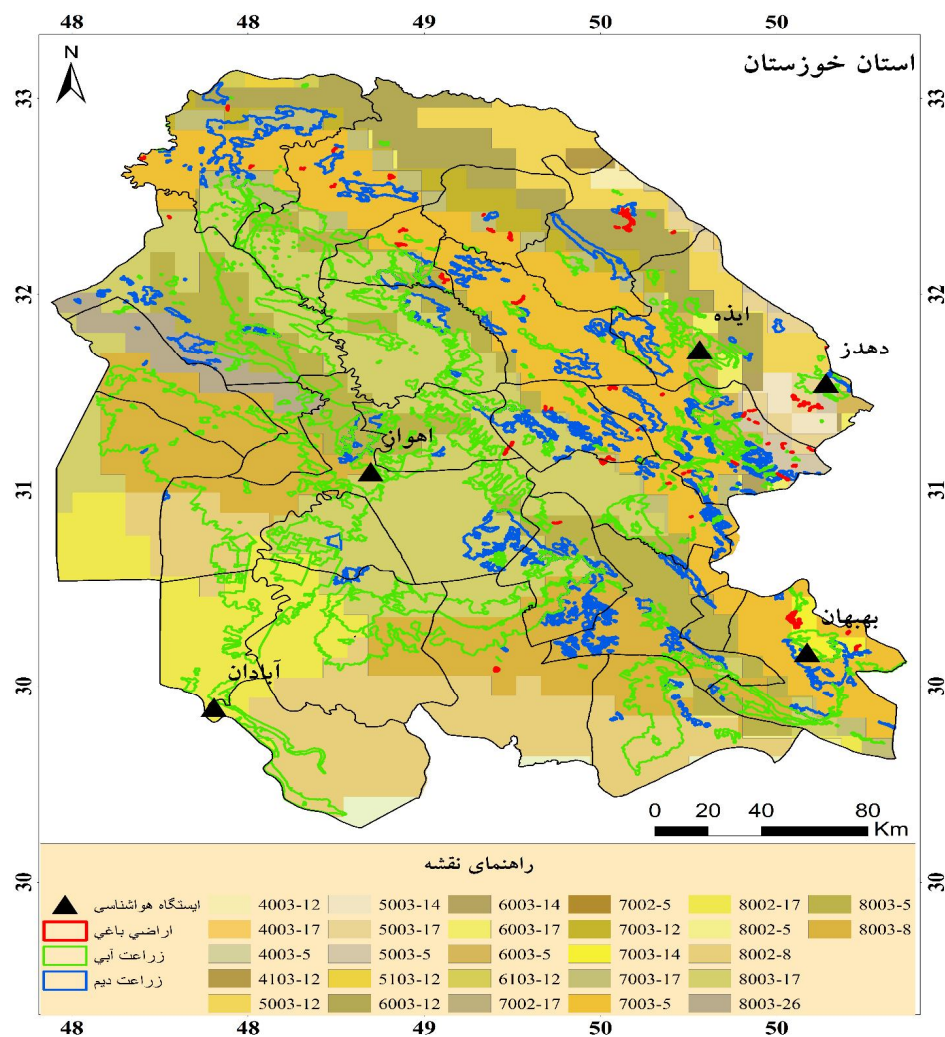 48 48 49 50 50
N
استان خوزستان
33 33
32 32
ایذه
دهدز
اهواز
31 31
بهبهان
آبادان
30 30
0 20 40 80
Km
راهنمای نقشه
30 30
ایستگاه هواشناسی
اراضي باغي
زراعت آبي
زراعت ديم
4003-12 5003-14 6003-14 7002-5 8002-17 8003-5
4003-17 5003-17 6003-17 7003-12 8002-5 8003-8
4003-5 5003-5 6003-5 7003-14 8002-8
4103-12 5103-12 6103-12 7003-17 8003-17
5003-12 6003-12 7002-17 7003-5 8003-26
48 48 49 50 50